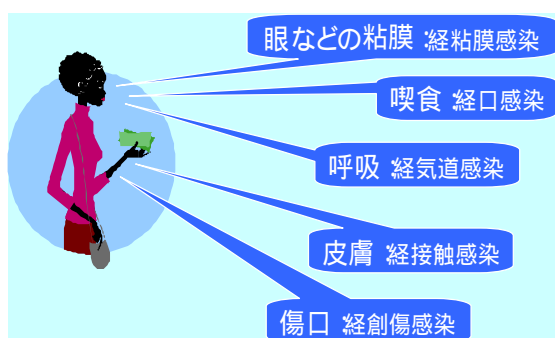 眼などの粘膜:経粘膜感染
喫食:経口感染
呼吸:経気道感染
皮膚:経接触感染
傷口:経創傷感染